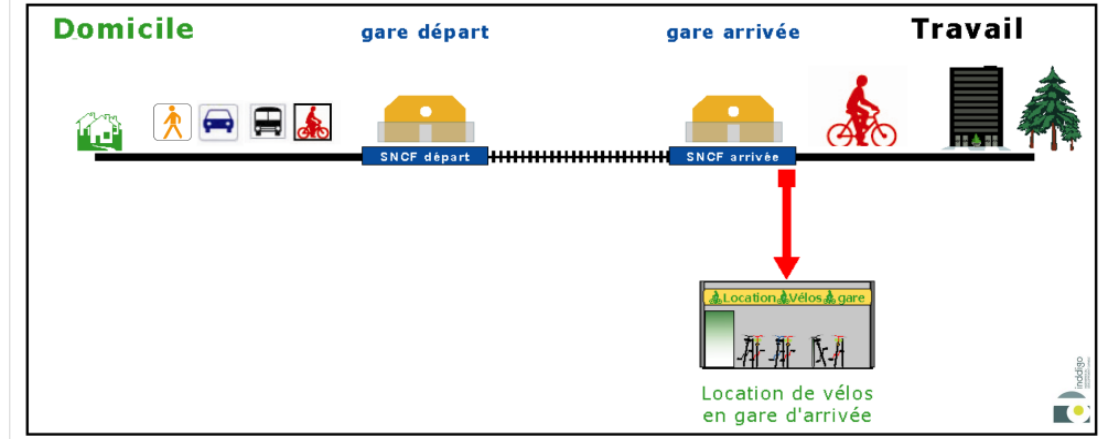 Domicile
gare départ
gare arrivée
Travail
SNCF départ
SNCF arrivée
Location Vélos gare
Location de vélos
en gare d'arrivée
inddigo